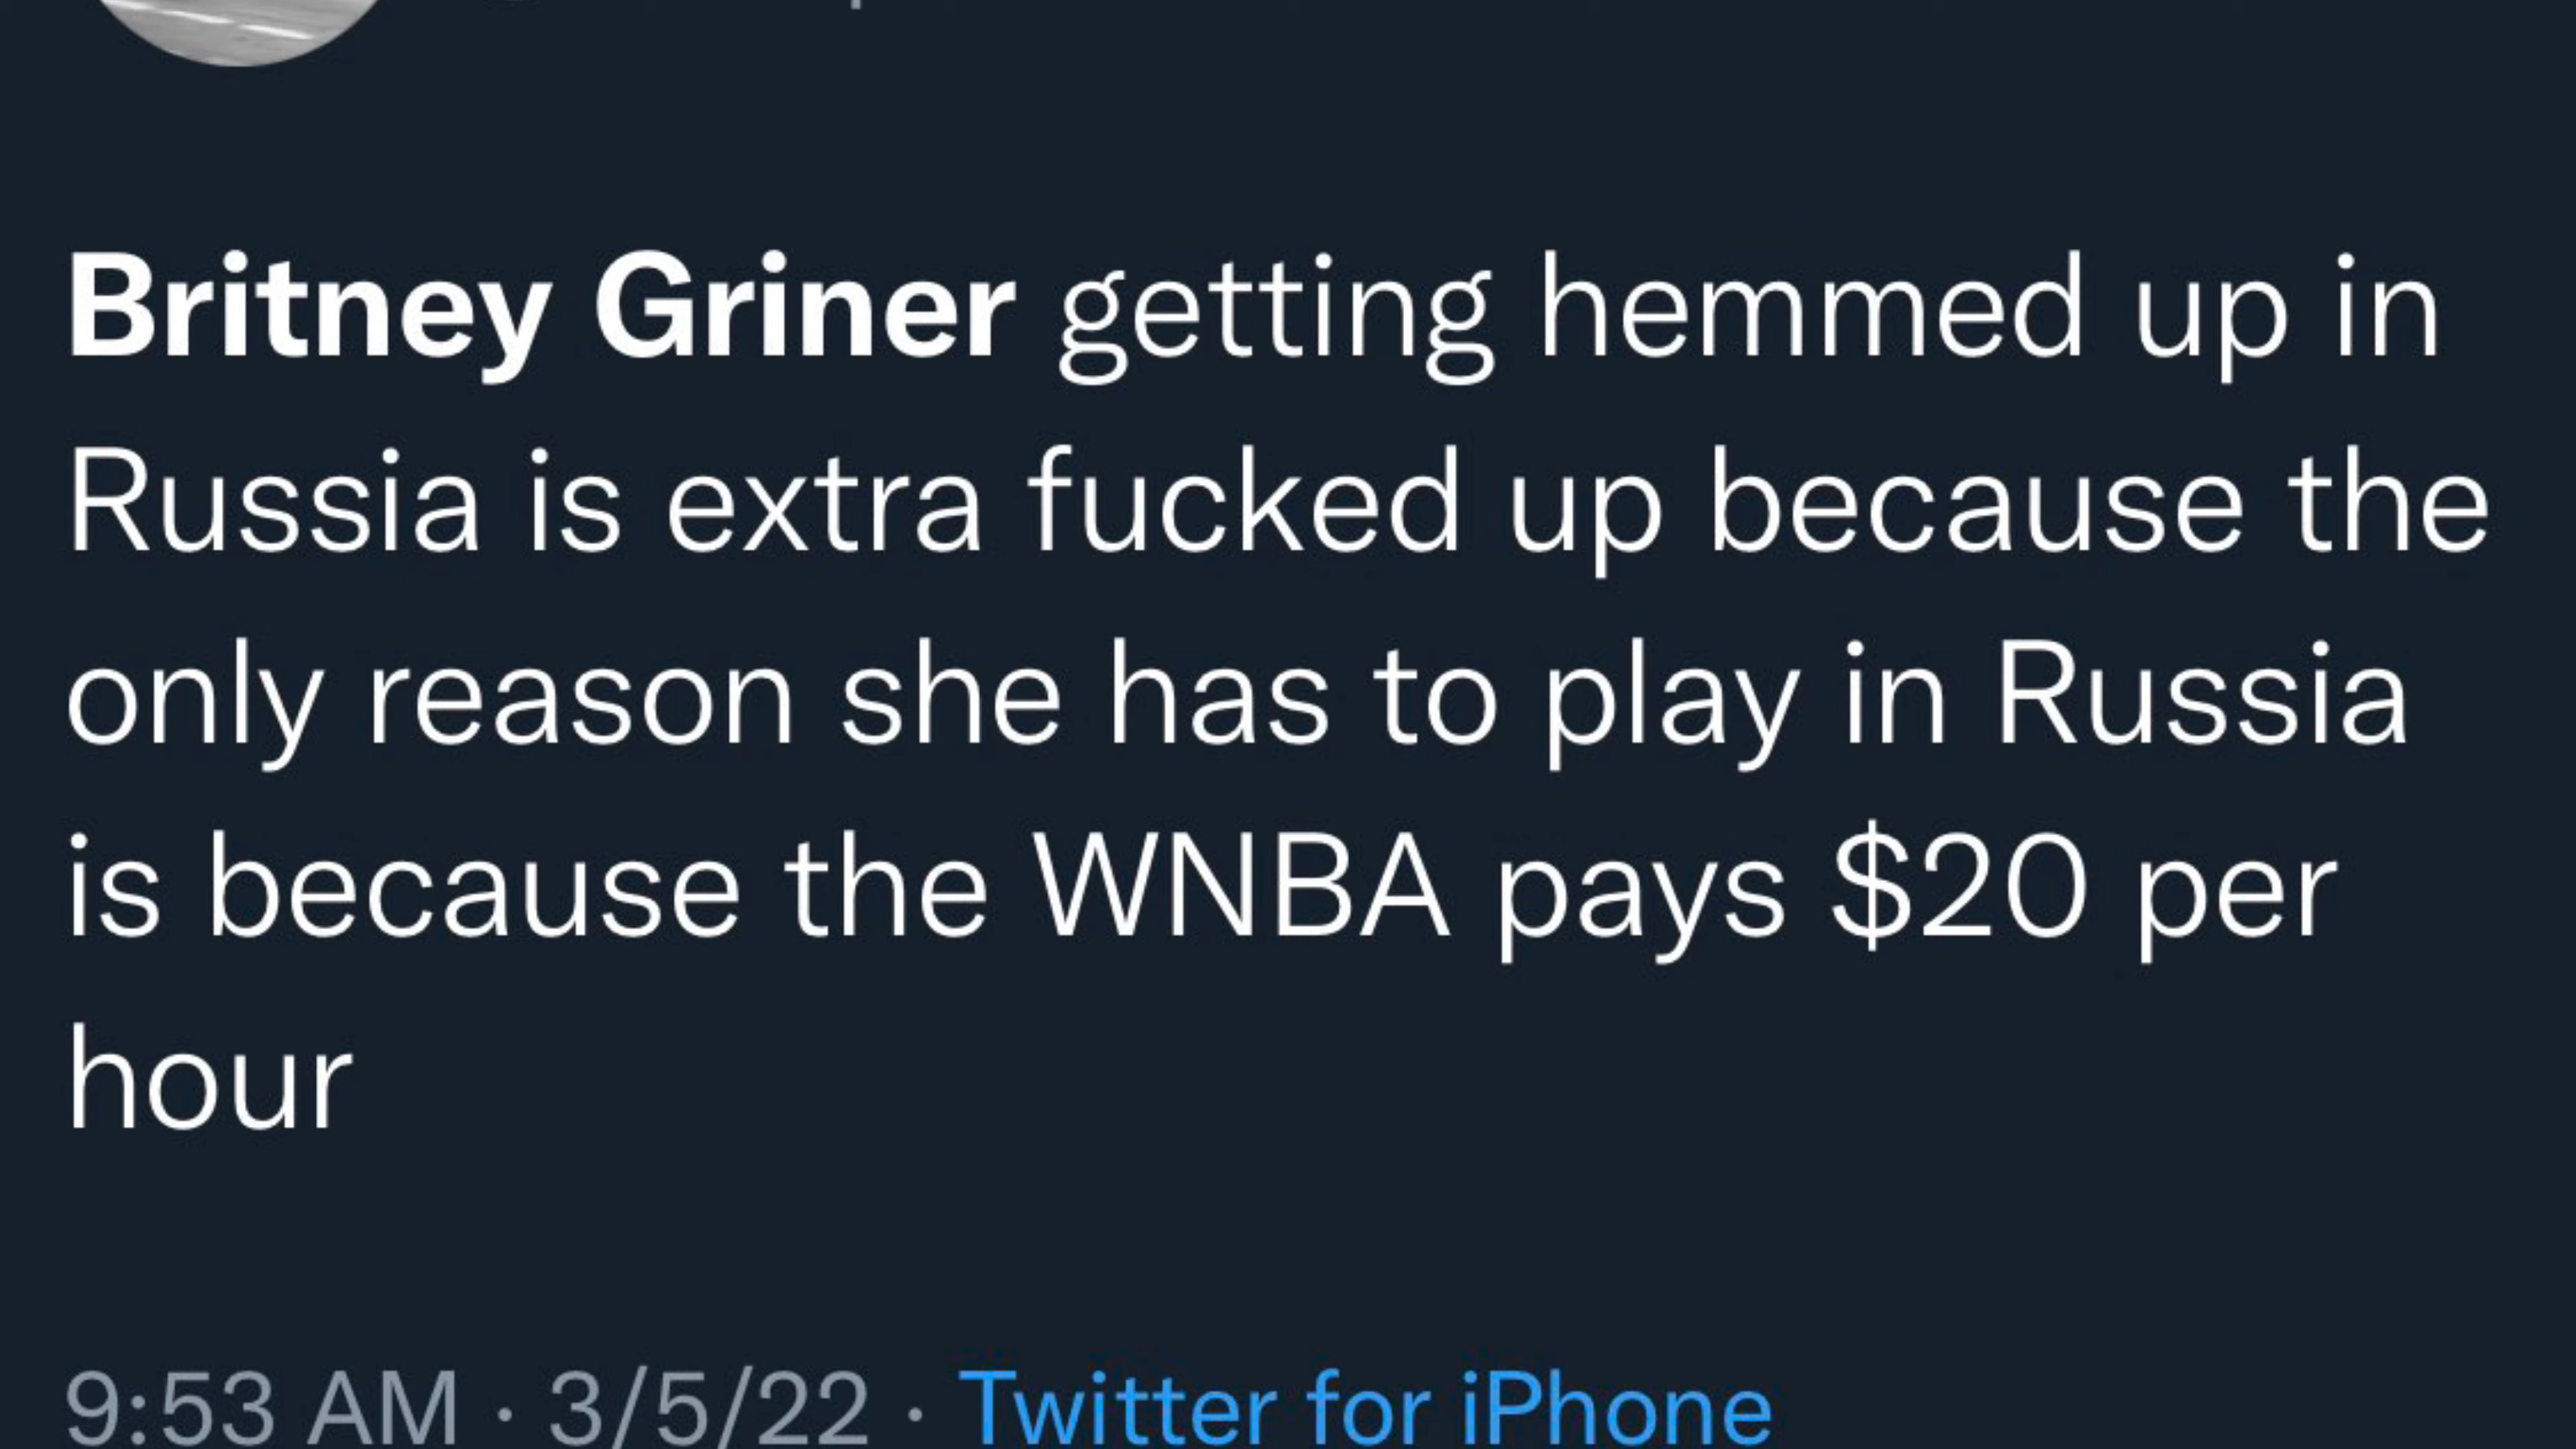 Britney Griner getting hemmed up in
Russia is extra fucked up because the
only reason she has to play in Russia
is because the WNBA pays $20 per
hour
9:53 AM · 3/5/22 · Twitter for iPhone